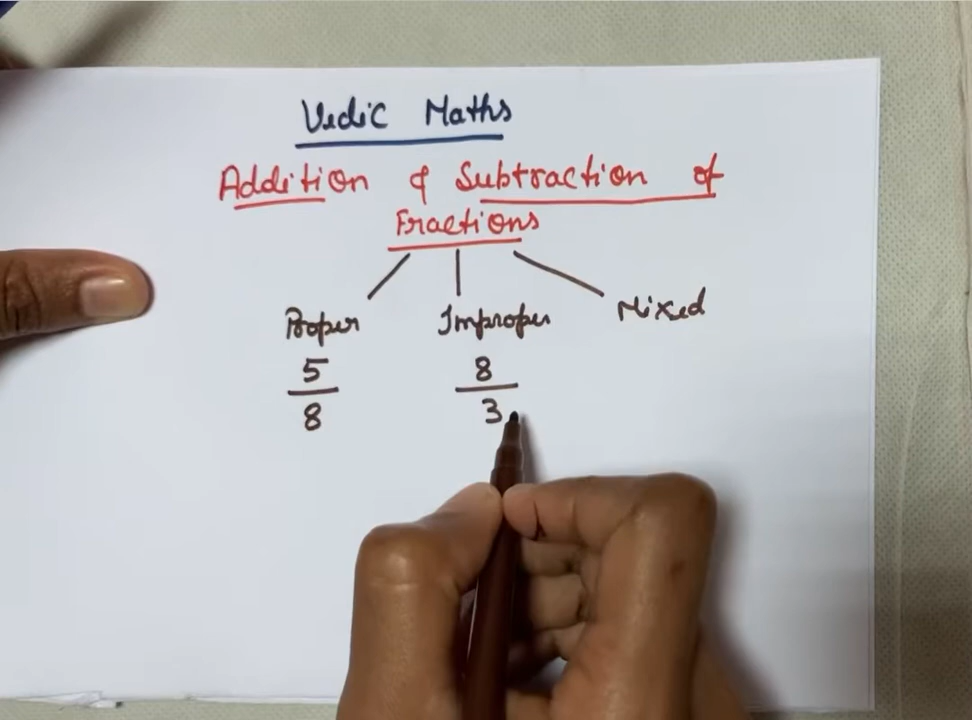 Vedic Maths
Addition & Subtraction of
Fractions
Proper Improper Mixed
5 8
8 3